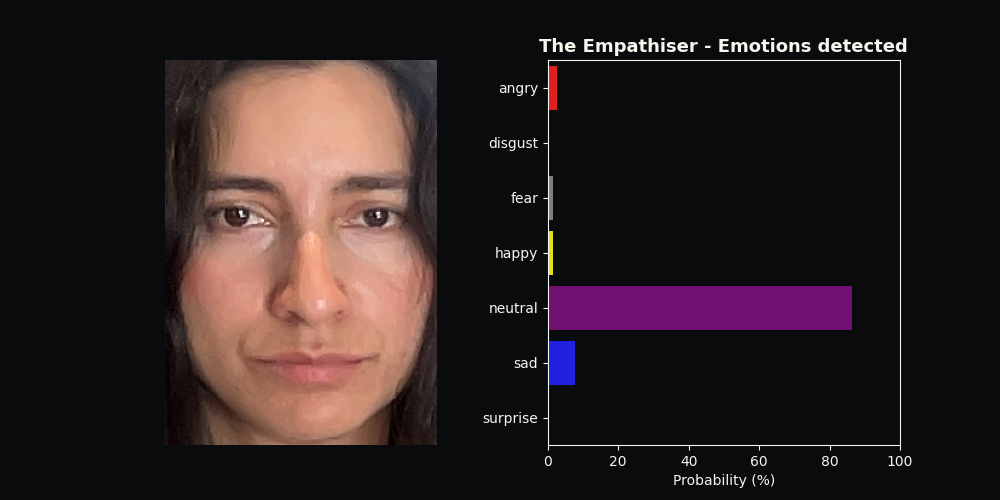 The Empathiser - Emotions detected
angry
disgust
fear
happy
neutral
sad
surprise
0 20 40 60 80 100
Probability (%)